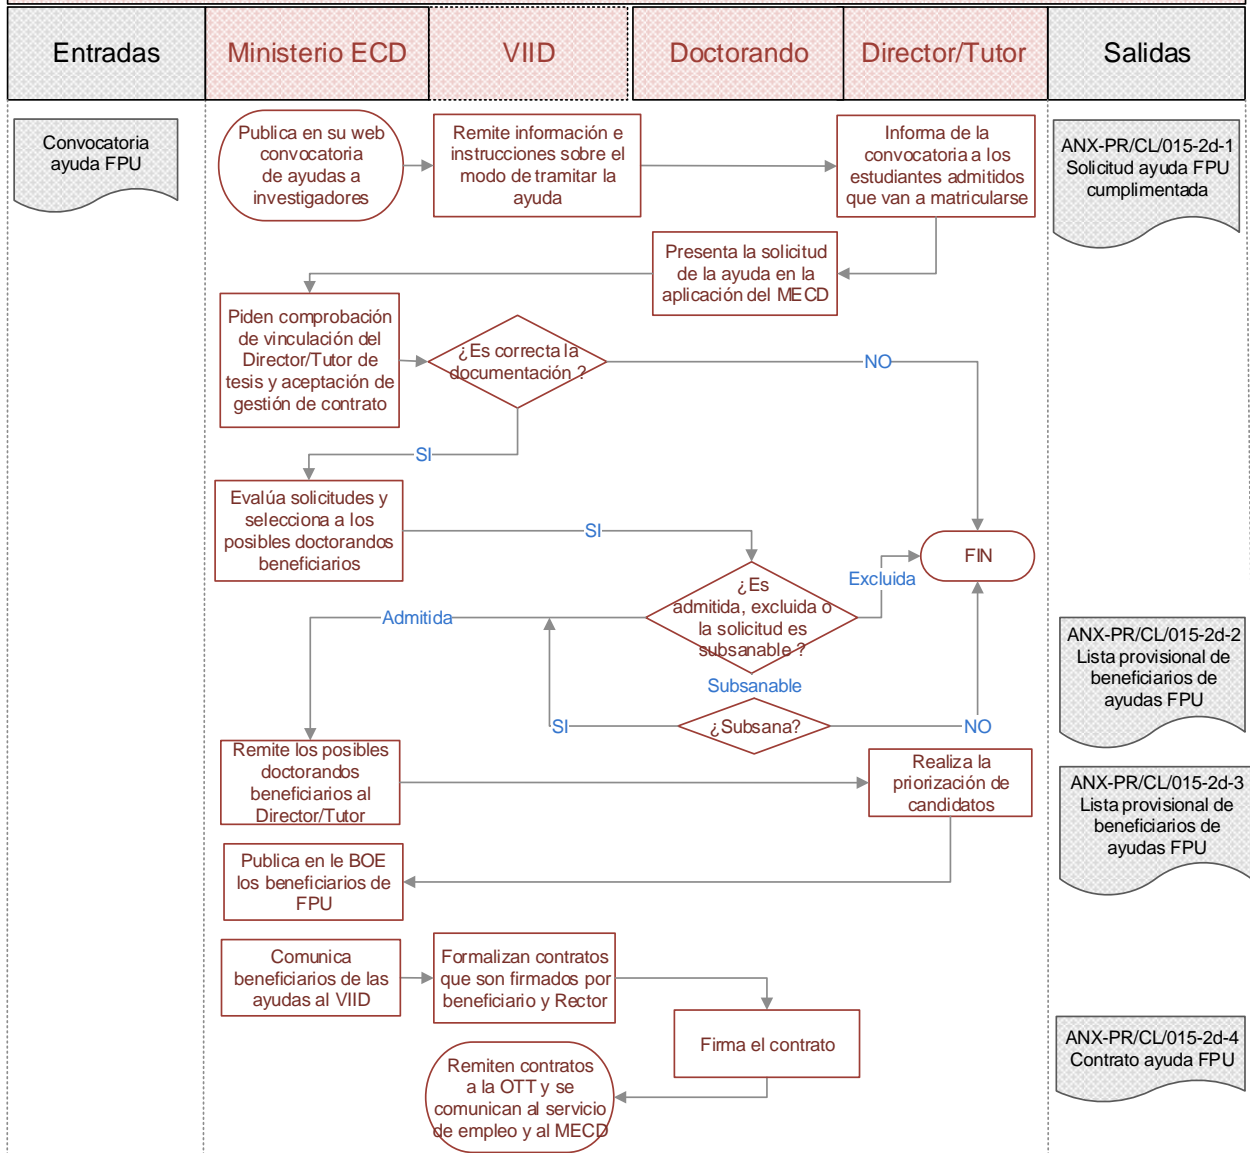 Entradas
Ministerio ECD
VIID
Doctorando
Director/Tutor
Salidas
Convocatoria
ayuda FPU
Publica en su web
convocatoria
de ayudas a
investigadores
Remite información e
instrucciones sobre el
modo de tramitar la
ayuda
Informa de la
convocatoria a los
estudiantes admitidos
que van a matricularse
ANX-PR/CL/015-2d-1
Solicitud ayuda FPU
cumplimentada
Presenta la solicitud
de la ayuda en la
aplicación del MECD
Piden comprobación
de vinculación del
Director/Tutor de
tesis y aceptación de
gestión de contrato
¿Es correcta la
documentación ?
NO
SI
Evalúa solicitudes y
selecciona a los
posibles doctorandos
beneficiarios
SI
FIN
¿Es
admitida, excluida o
la solicitud es
subsanable ?
Excluida
Admitida
Subsanable
¿Subsana?
SI
NO
ANX-PR/CL/015-2d-2
Lista provisional de
beneficiarios de
ayudas FPU
Remite los posibles
doctorandos
beneficiarios al
Director/Tutor
Realiza la
priorización de
candidatos
ANX-PR/CL/015-2d-3
Lista provisional de
beneficiarios de
ayudas FPU
Publica en le BOE
los beneficiarios de
FPU
Comunica
beneficiarios de las
ayudas al VIID
Formalizan contratos
que son firmados por
beneficiario y Rector
Firma el contrato
ANX-PR/CL/015-2d-4
Contrato ayuda FPU
Remiten contratos
a la OTT y se
comunican al servicio
de empleo y al MECD